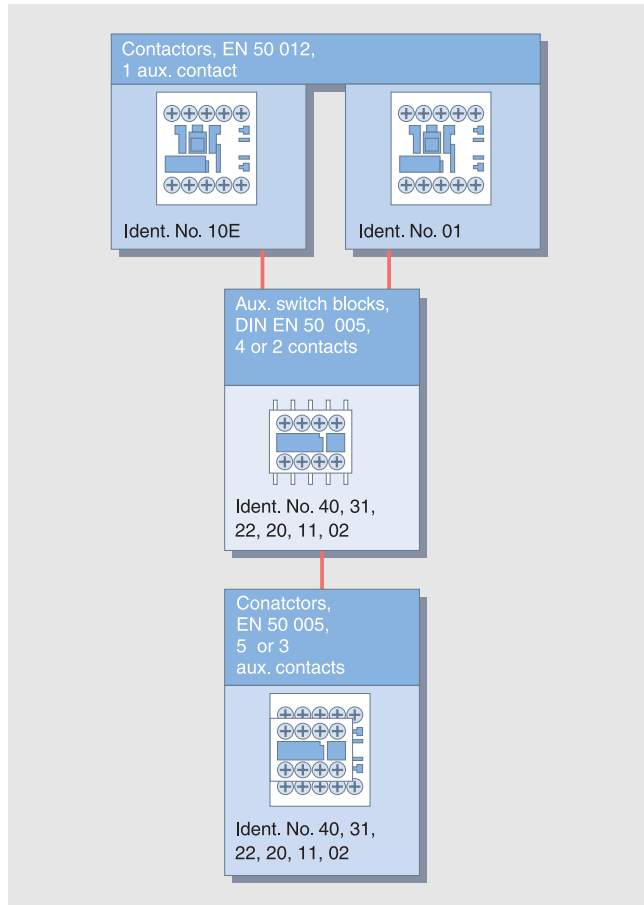 Contactors, EN 50 012,
1 aux. contact
Ident. No. 10E
Ident. No. 01
Aux. switch blocks,
DIN EN 50 005,
4 or 2 contacts
Ident. No. 40, 31,
22, 20, 11, 02
Conatctors,
EN 50 005,
5 or 3
aux. contacts
Ident. No. 40, 31,
22, 20, 11, 02